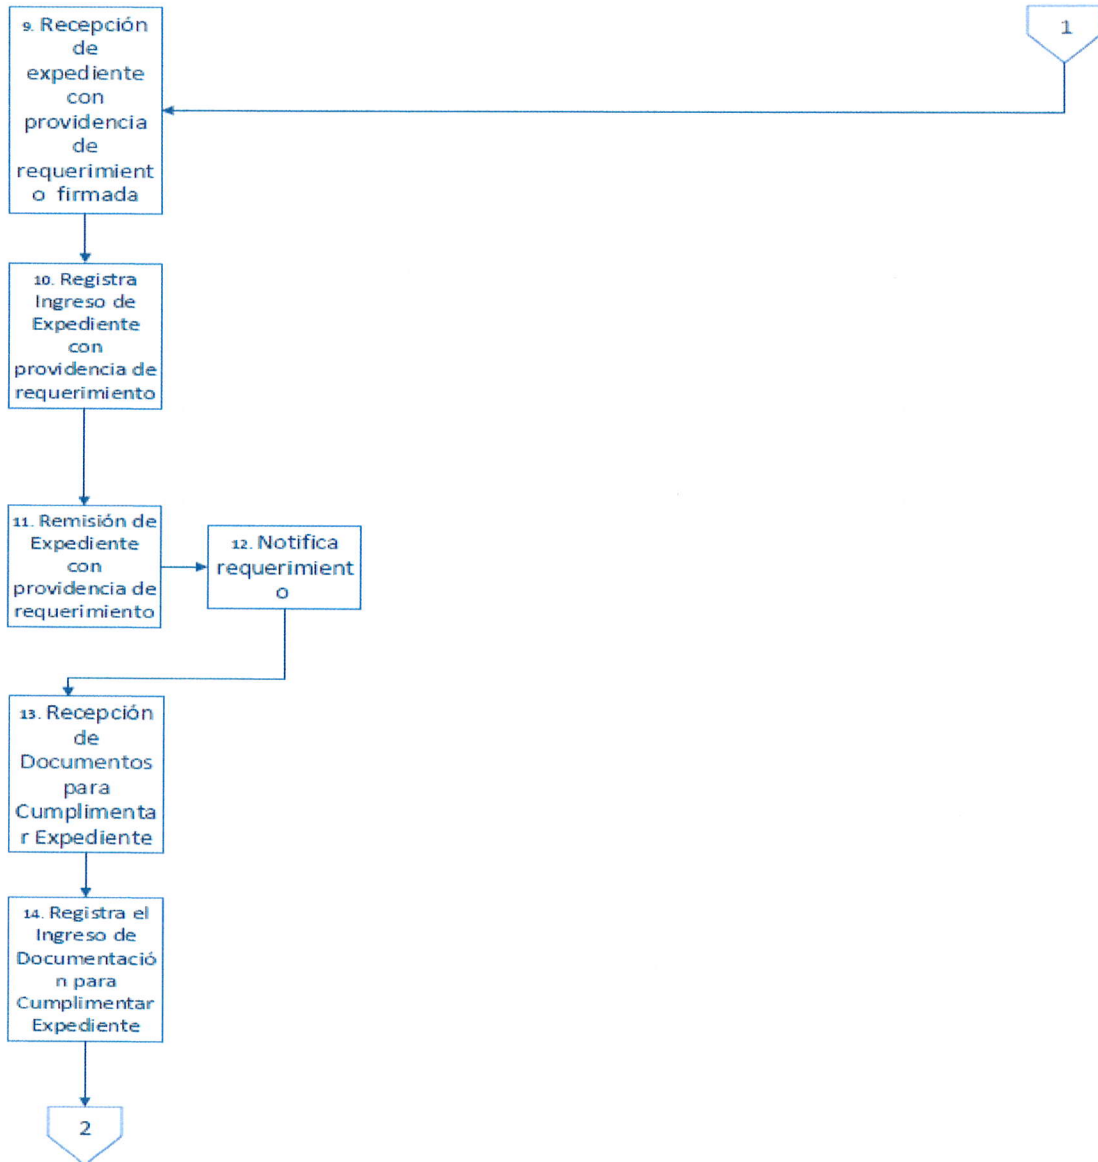 9. Recepción
de
expediente
con
providencia
de
requerimient
o firmada
1
10. Registra
Ingreso de
Expediente
con
providencia de
requerimiento
11. Remisión de
Expediente
con
providencia de
requerimiento
12. Notifica
requerimient
o
13. Recepción
de
Documentos
para
Cumplimenta
r Expediente
14. Registra el
Ingreso de
Documentació
n para
Cumplimentar
Expediente
2